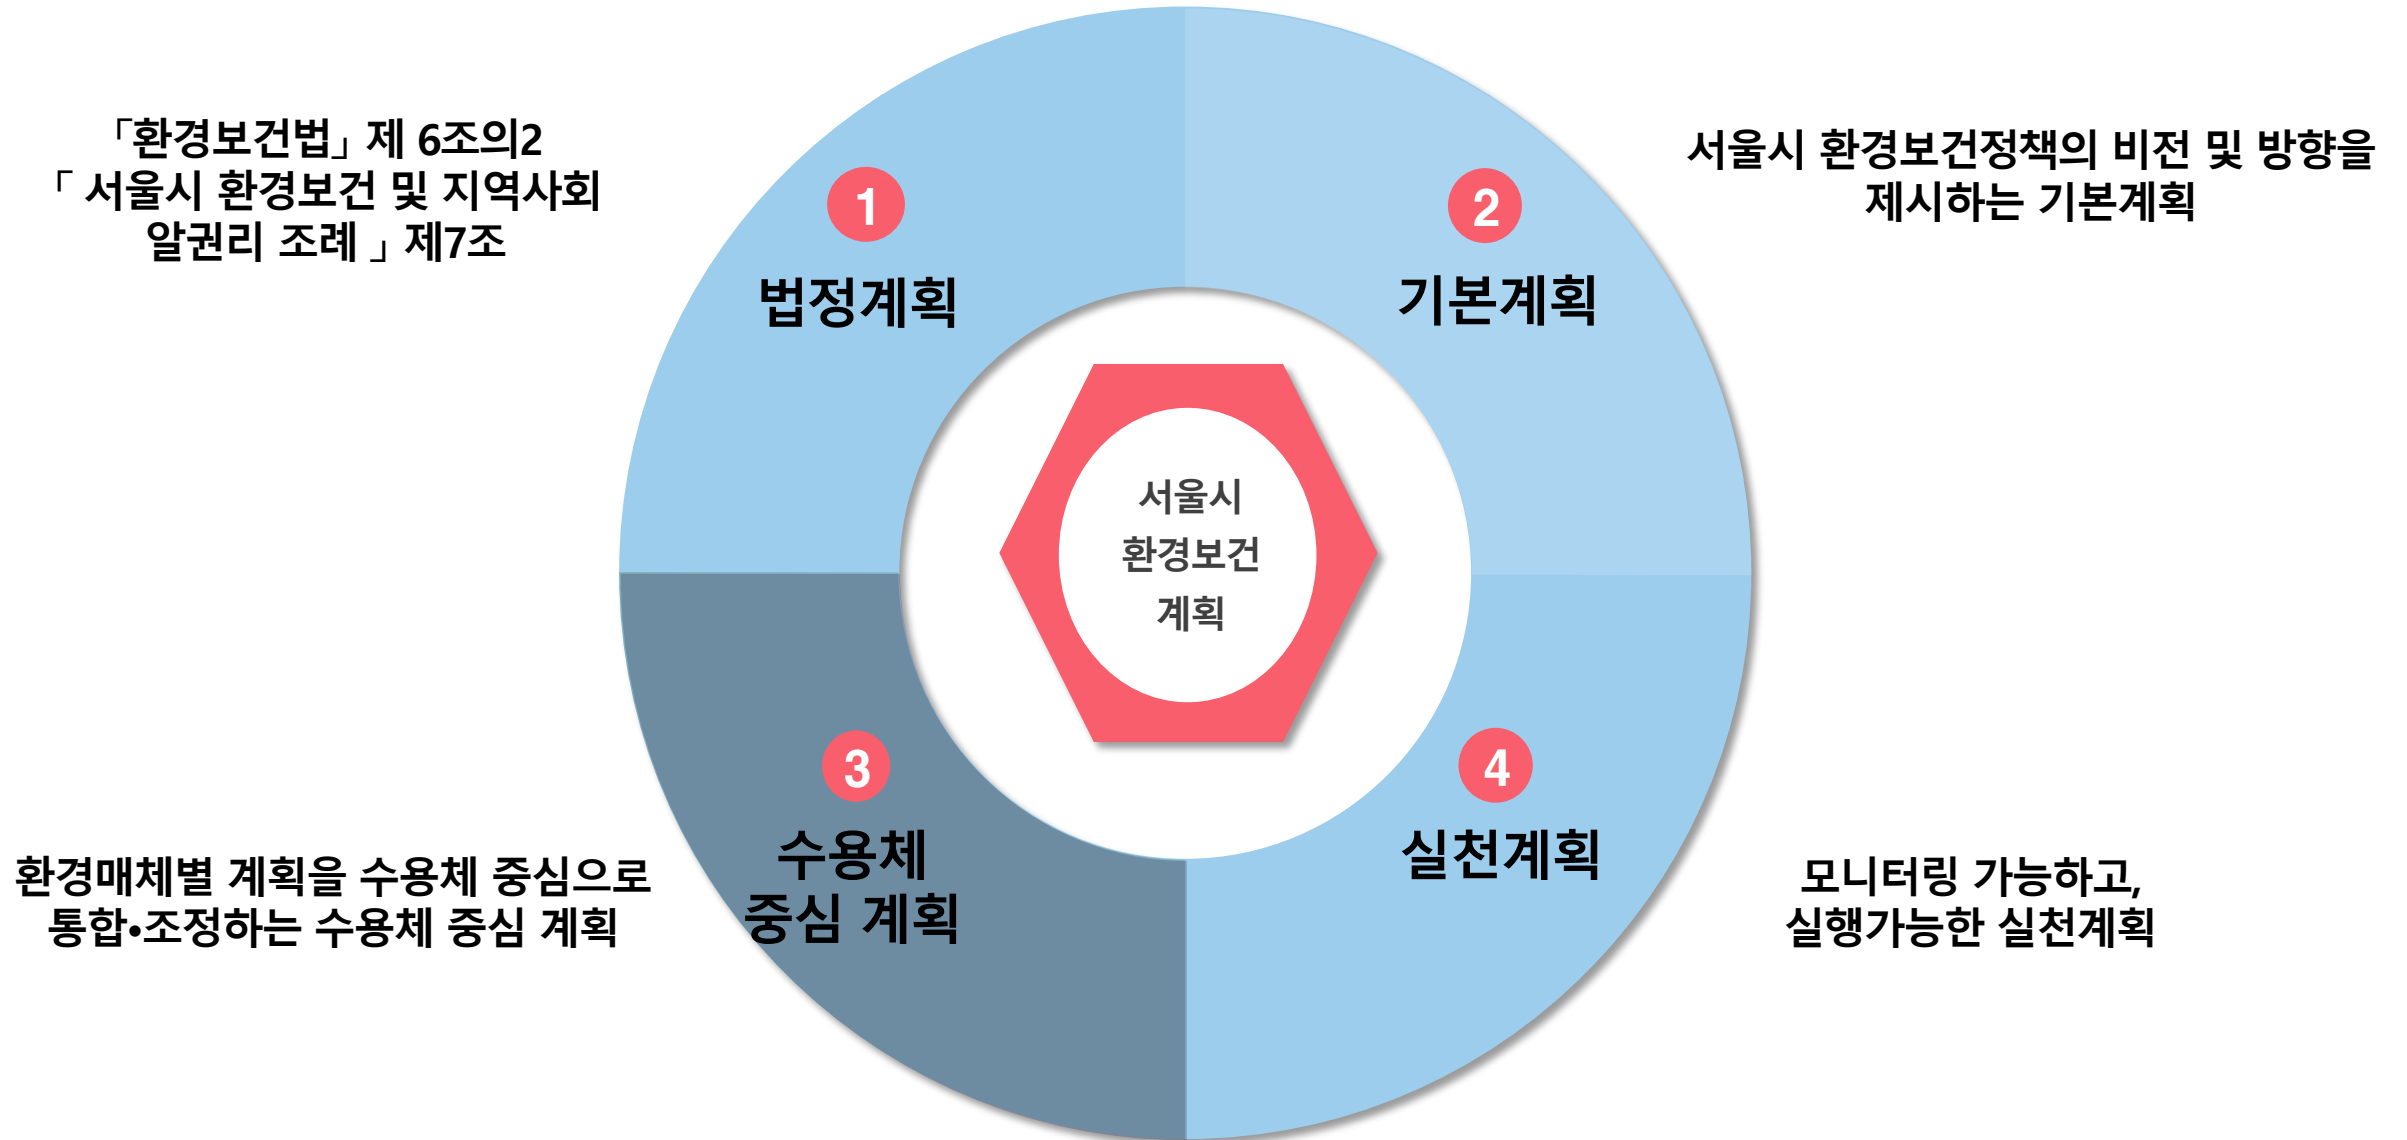 「환경보건법」 제 6조의2
「 서울시 환경보건 및 지역사회
알권리 조례 」 제7조
1
법정계획
2
기본계획
서울시 환경보건정책의 비전 및 방향을
제시하는 기본계획
서울시
환경보건
계획
환경매체별 계획을 수용체 중심으로
통합•조정하는 수용체 중심 계획
3
수용체
중심 계획
4
실천계획
모니터링 가능하고,
실행가능한 실천계획